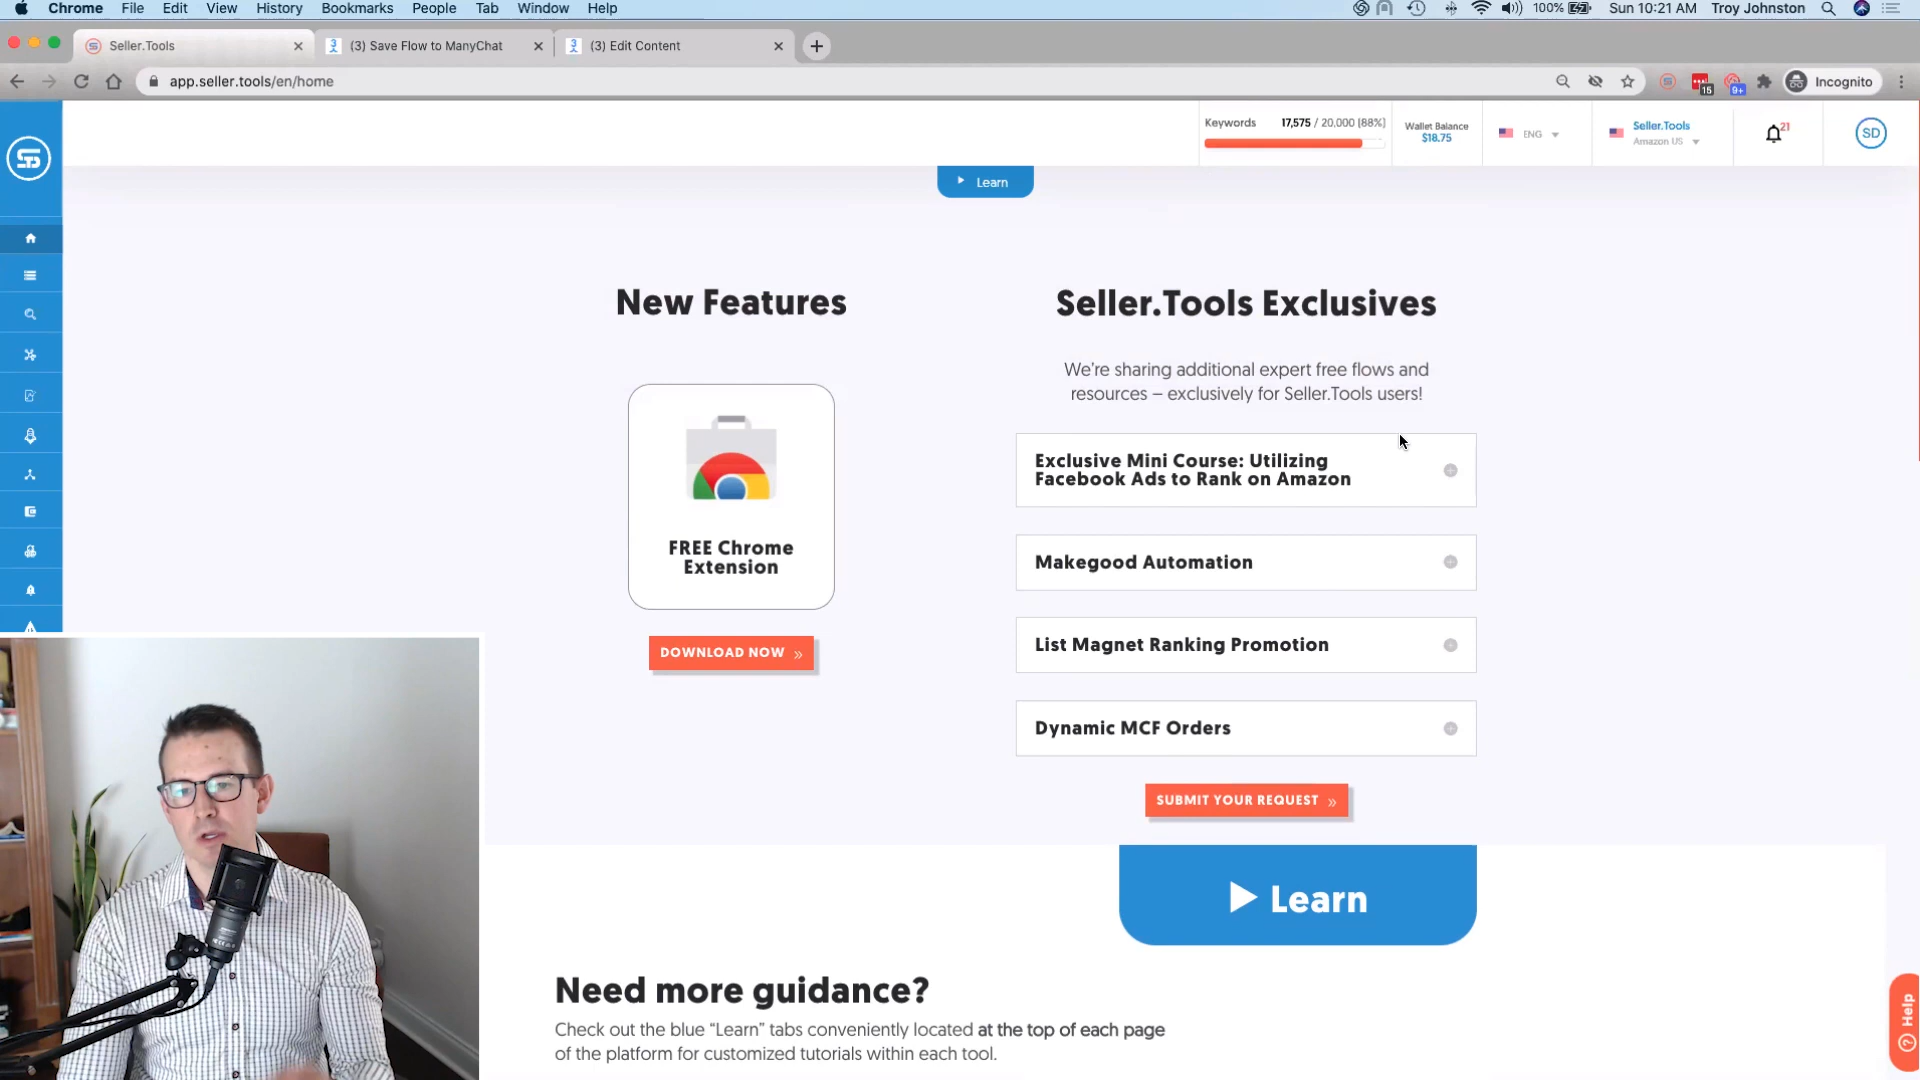 Chrome File Edit View History Bookmarks People Tab Window Help 100% Sun 10:21 AM Troy Johnston
Seller.Tools (3) Save Flow to ManyChat (3) Edit Content
app.seller.tools/en/home 15 9+ Incognito
Keywords 17,575 / 20,000 (88%)
Wallet Balance
$18.75
ENG
Seller.Tools
Amazon US
21
SD
Learn
New Features
FREE Chrome
Extension
DOWNLOAD NOW »
Seller.Tools Exclusives
We're sharing additional expert free flows and
resources – exclusively for Seller.Tools users!
Exclusive Mini Course: Utilizing
Facebook Ads to Rank on Amazon
Makegood Automation
List Magnet Ranking Promotion
Dynamic MCF Orders
SUBMIT YOUR REQUEST »
Learn
Need more guidance?
Check out the blue “Learn” tabs conveniently located at the top of each page
of the platform for customized tutorials within each tool.
Help